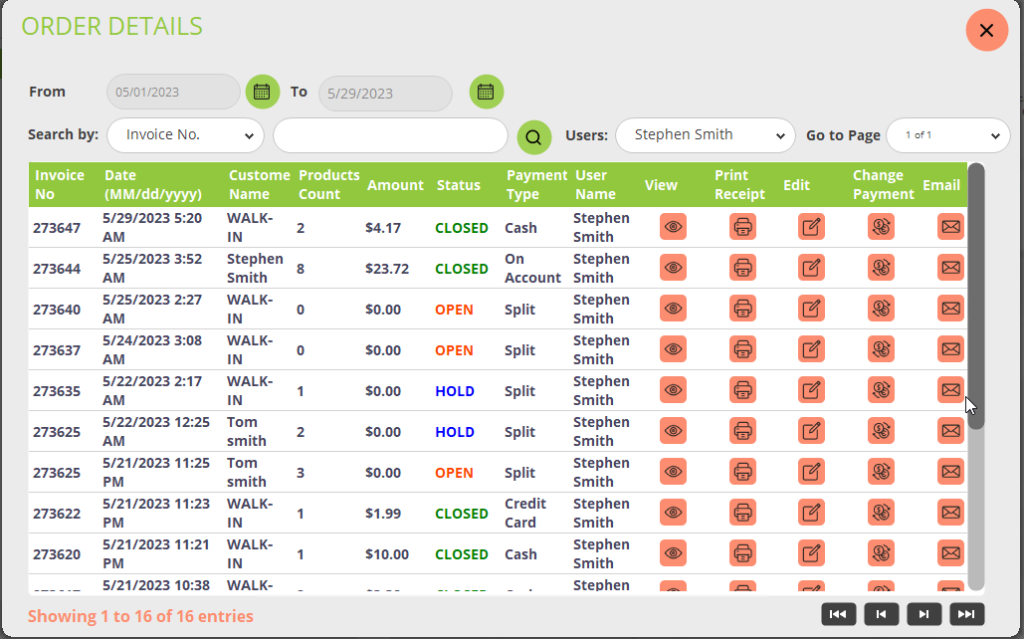 ORDER DETAILS
From 05/01/2023 To 5/29/2023
Search by: Invoice No. Users: Stephen Smith Go to Page 1 of 1
Invoice No Date (MM/dd/yyyy) Custome Name Products Count Amount Status Payment Type User Name View Print Receipt Edit Change Payment Email
273647 5/29/2023 5:20 AM WALK-IN 2 $4.17 CLOSED Cash Stephen Smith
273644 5/25/2023 3:52 AM Stephen Smith 8 $23.72 CLOSED On Account Stephen Smith
273640 5/25/2023 2:27 AM WALK-IN 0 $0.00 OPEN Split Stephen Smith
273637 5/24/2023 3:08 AM WALK-IN 0 $0.00 OPEN Split Stephen Smith
273635 5/22/2023 2:17 AM WALK-IN 1 $0.00 HOLD Split Stephen Smith
273625 5/22/2023 12:25 AM Tom smith 2 $0.00 HOLD Split Stephen Smith
273625 5/21/2023 11:25 PM Tom smith 3 $0.00 OPEN Split Stephen Smith
273622 5/21/2023 11:23 PM WALK-IN 1 $1.99 CLOSED Credit Card Stephen Smith
273620 5/21/2023 11:21 PM WALK-IN 1 $10.00 CLOSED Cash Stephen Smith
5/21/2023 10:38 WALK- Stephen
Showing 1 to 16 of 16 entries